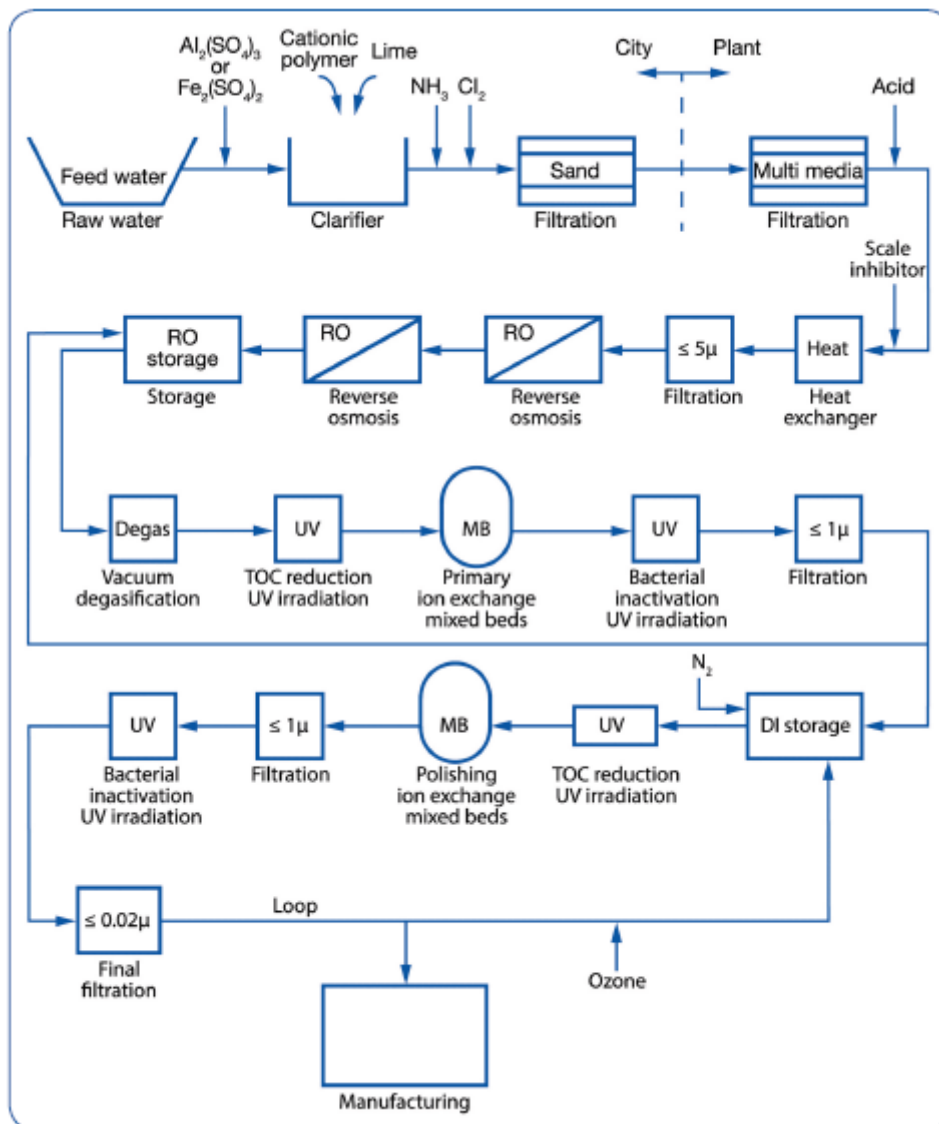 Al₂(SO₄)₃
or
Fe₂(SO₄)₂
Cationic
polymer
Lime
NH₃
Cl₂
City
Plant
Acid
Feed water
Raw water
Clarifier
Sand
Filtration
Multi media
Filtration
Scale
inhibitor
RO
storage
Storage
RO
Reverse
osmosis
RO
Reverse
osmosis
≤ 5μ
Filtration
Heat
Heat
exchanger
Degas
Vacuum
degasification
UV
TOC reduction
UV irradiation
MB
Primary
ion exchange
mixed beds
UV
Bacterial
inactivation
UV irradiation
≤ 1μ
Filtration
N₂
UV
Bacterial
inactivation
UV irradiation
≤ 1μ
Filtration
MB
Polishing
ion exchange
mixed beds
UV
TOC reduction
UV irradiation
DI storage
≤ 0.02μ
Final
filtration
Loop
Ozone
Manufacturing